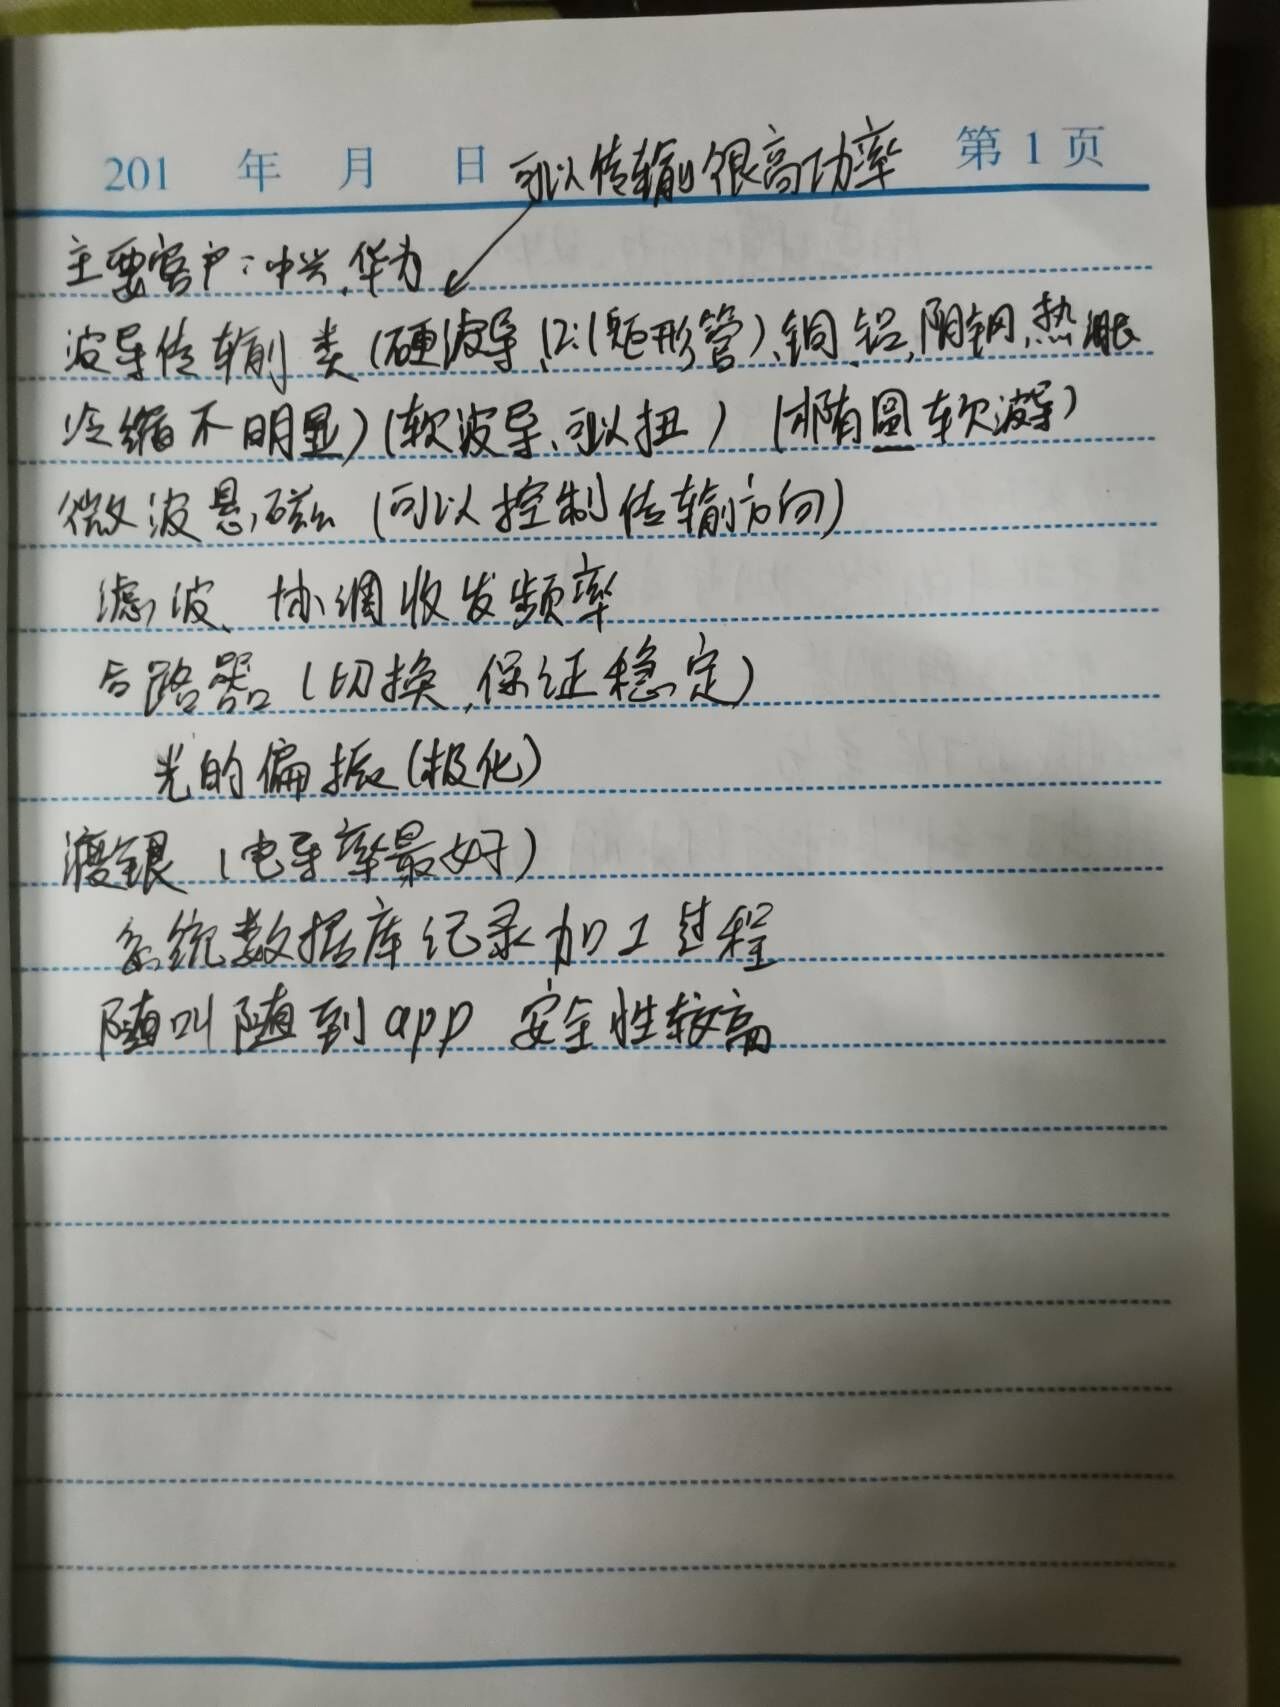 201 年 月 日 第1页
可以传输很高功率
主要客户:中兴、华为
波导传输类(硬波导,(2:1矩形管)、铜、铝,阴钢,热涨
冷缩不明显)(软波导、可以扭)(椭圆软波导)
微波悬磁(可以控制传输方向)
滤波、协调收发频率
合路器(切换,保证稳定)
光的偏振(极化)
渡银(电导率最好)
系统数据库纪录加工过程
随叫随到app 安全性较高